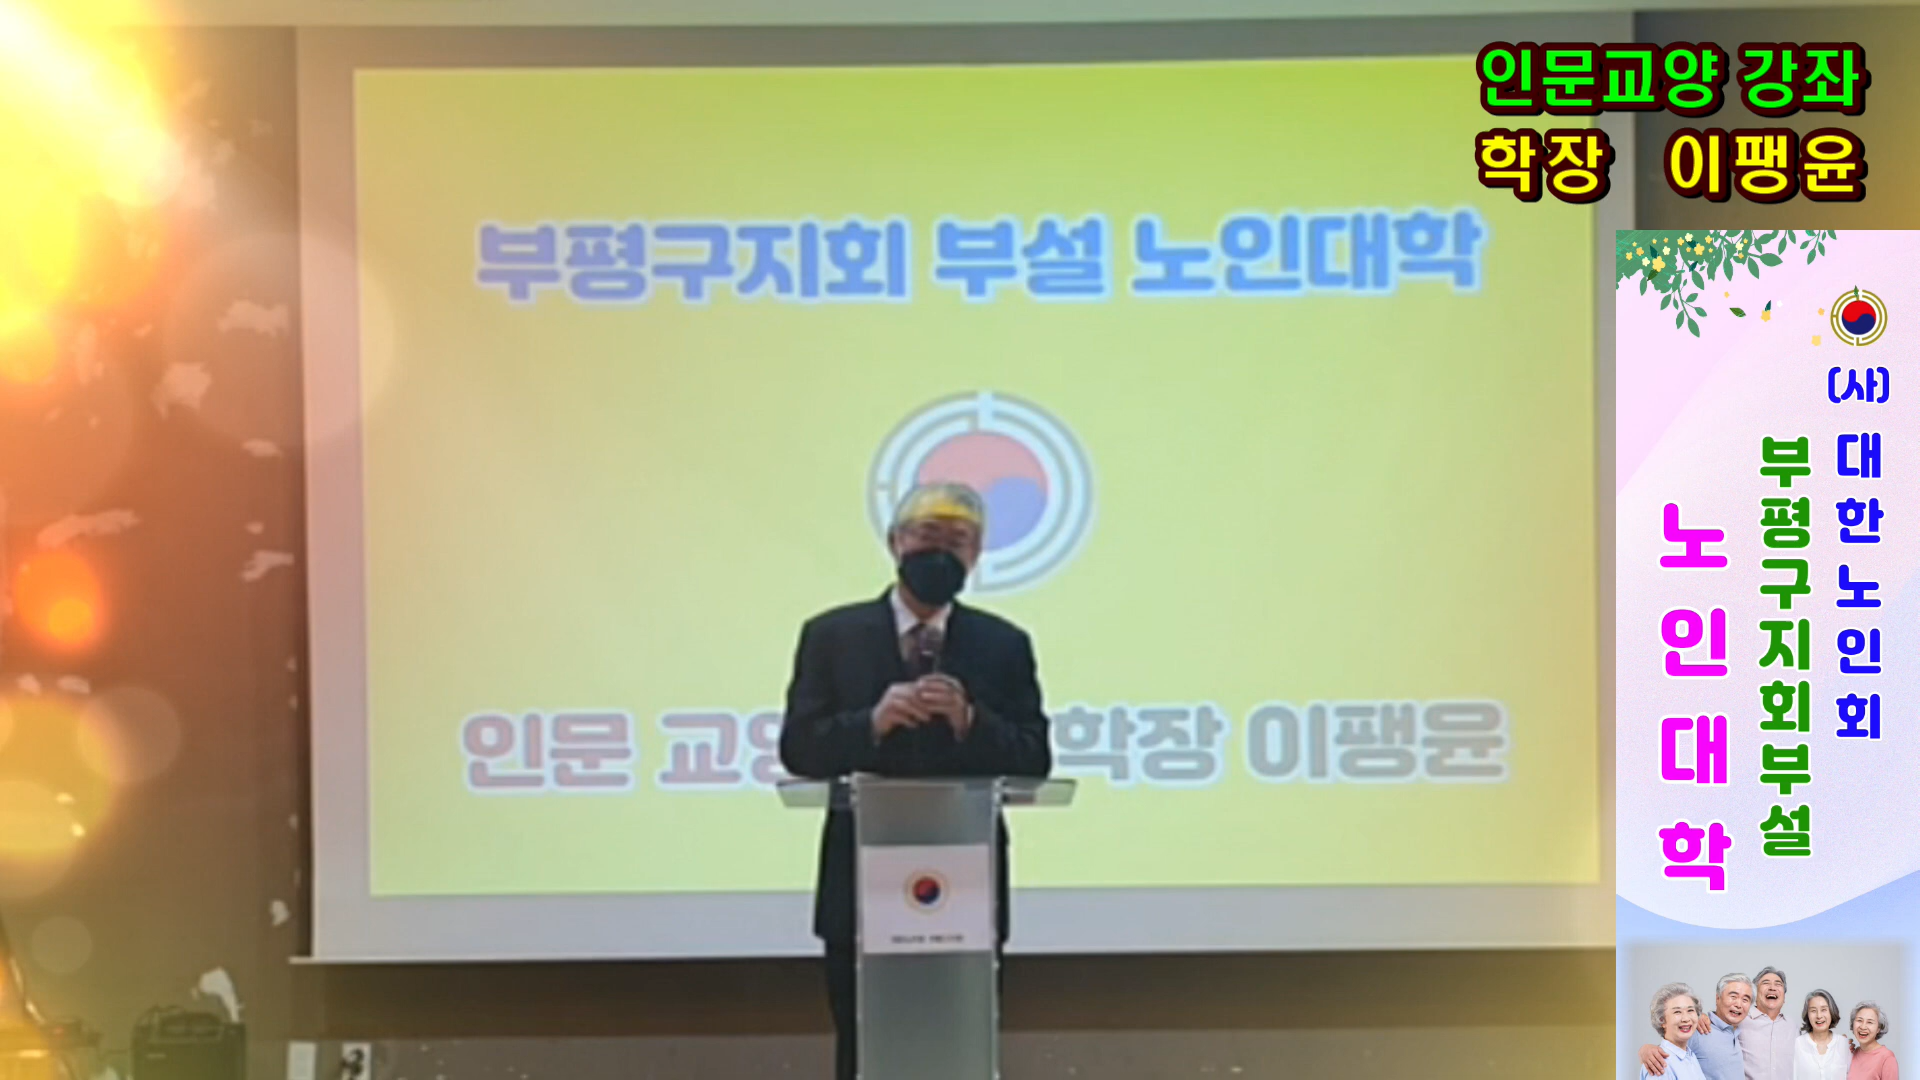 인문교양 강좌
학장 이팽윤
부평구지회 부설 노인대학
인문 교양 학장 이팽윤
(사) 대한노인회
부평구지회부설
노인대학